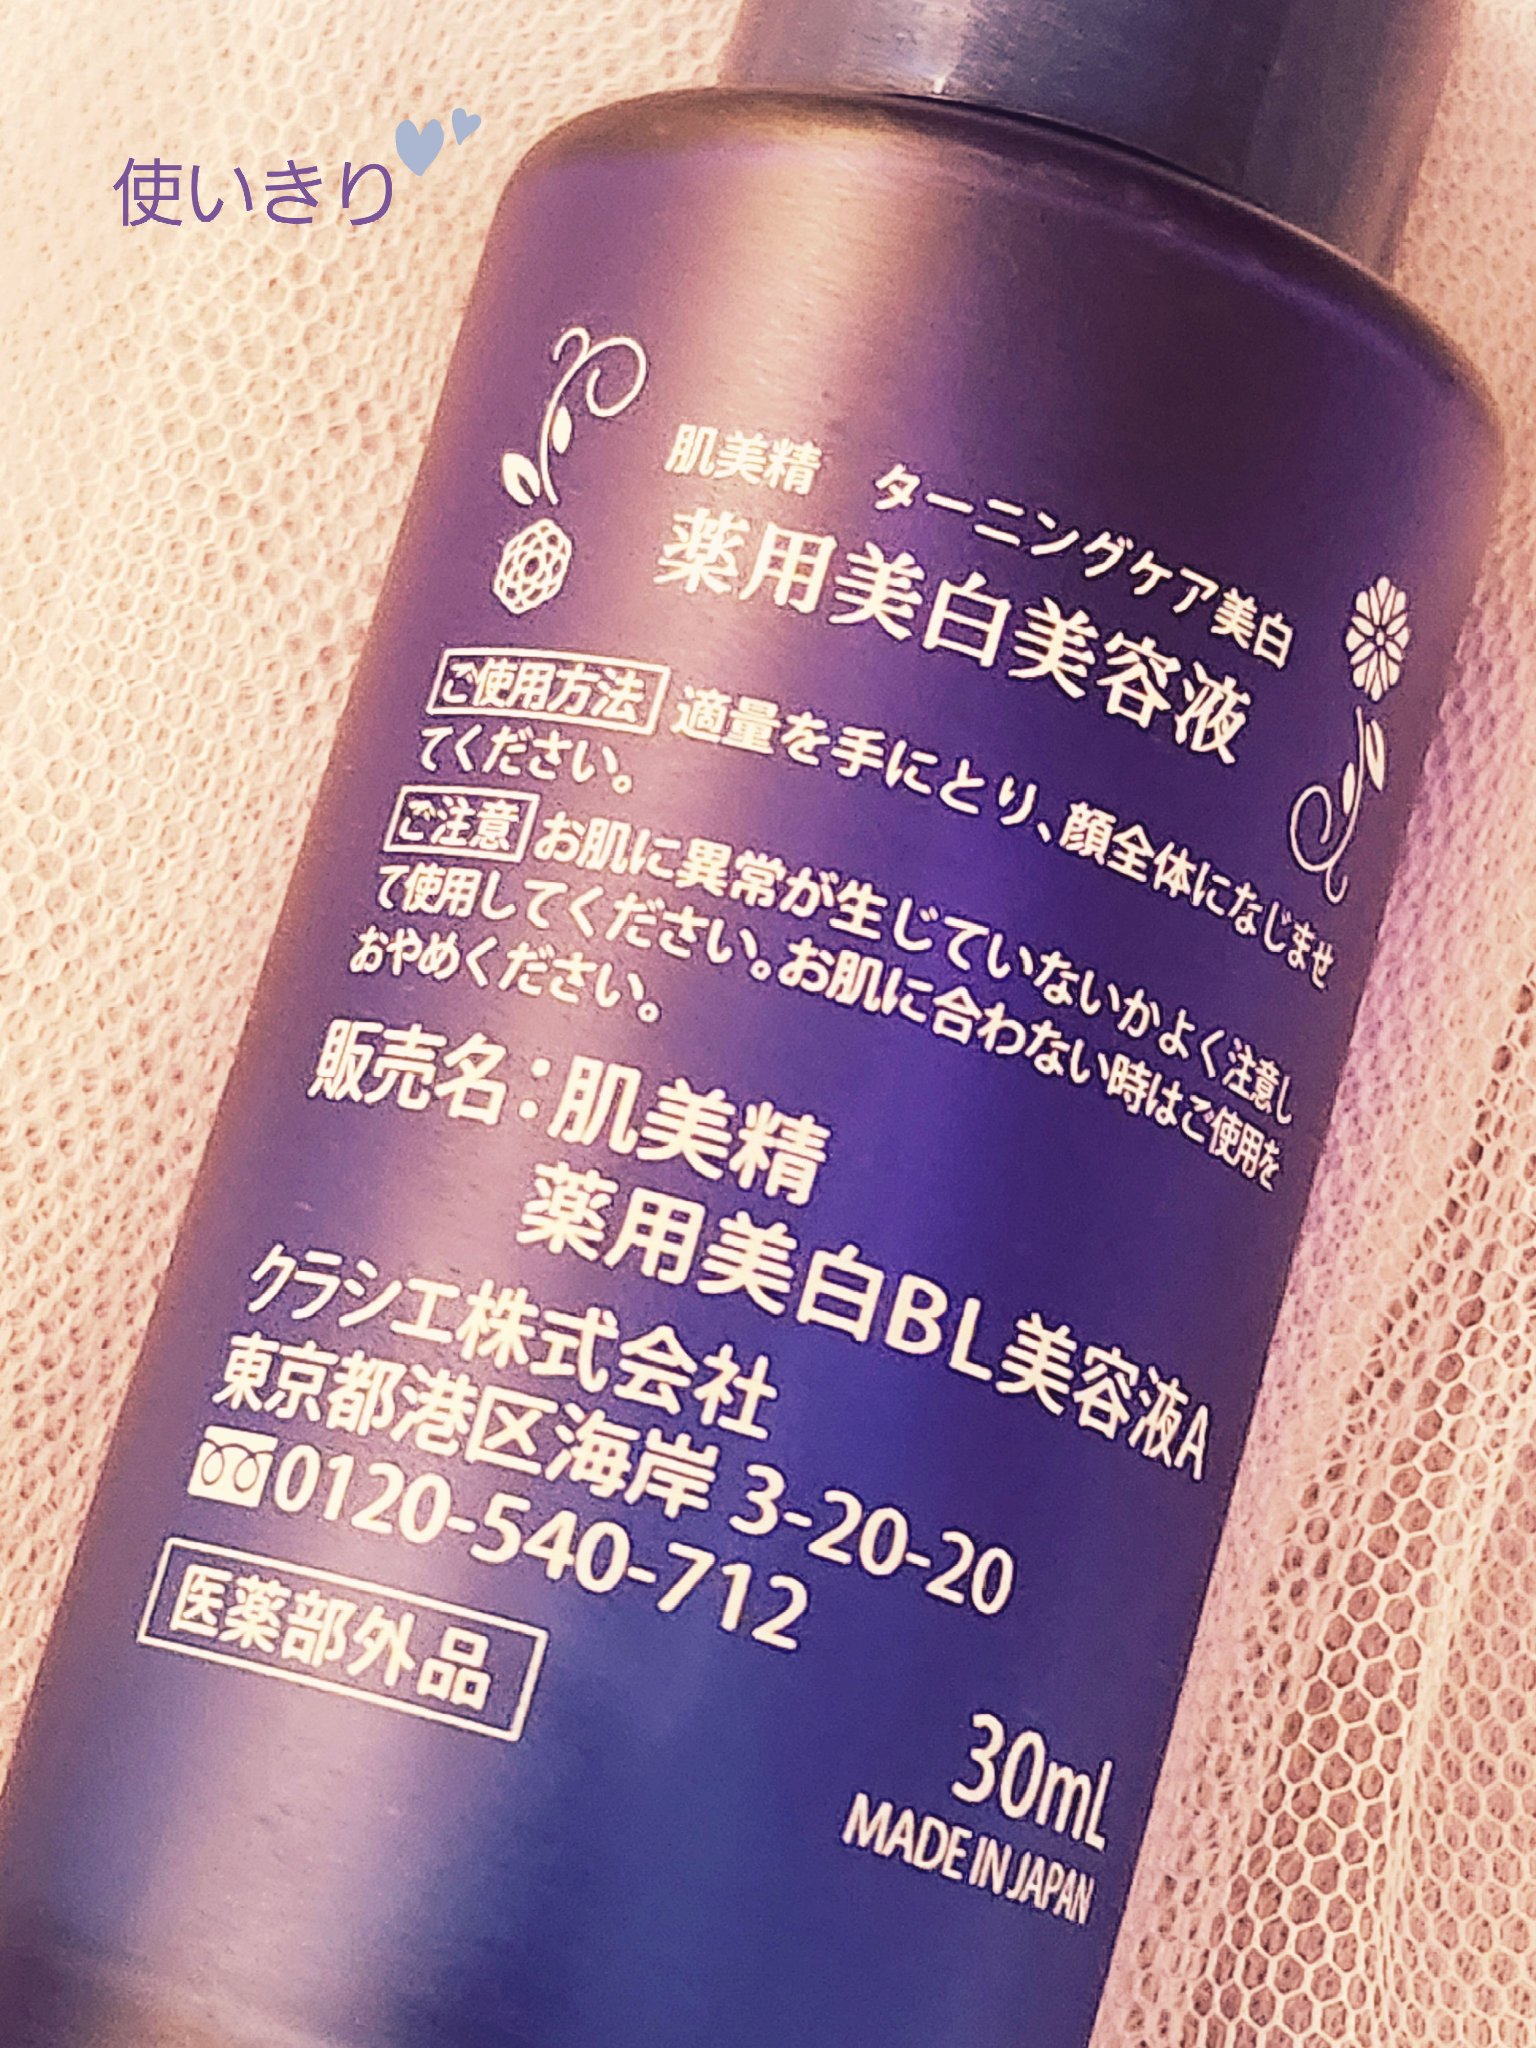 使いきり
肌美精 ターニングケア美白
薬用美白美容液
ご使用方法 適量を手にとり、顔全体になじませ
てください。
ご注意 お肌に異常が生じていないかよく注意し
て使用してください。お肌に合わない時はご使用を
おやめください。
販売名：肌美精
薬用美白BL美容液A
クラシエ株式会社
東京都港区海岸 3-20-20
0120-540-712
医薬部外品
30mL
MADE IN JAPAN